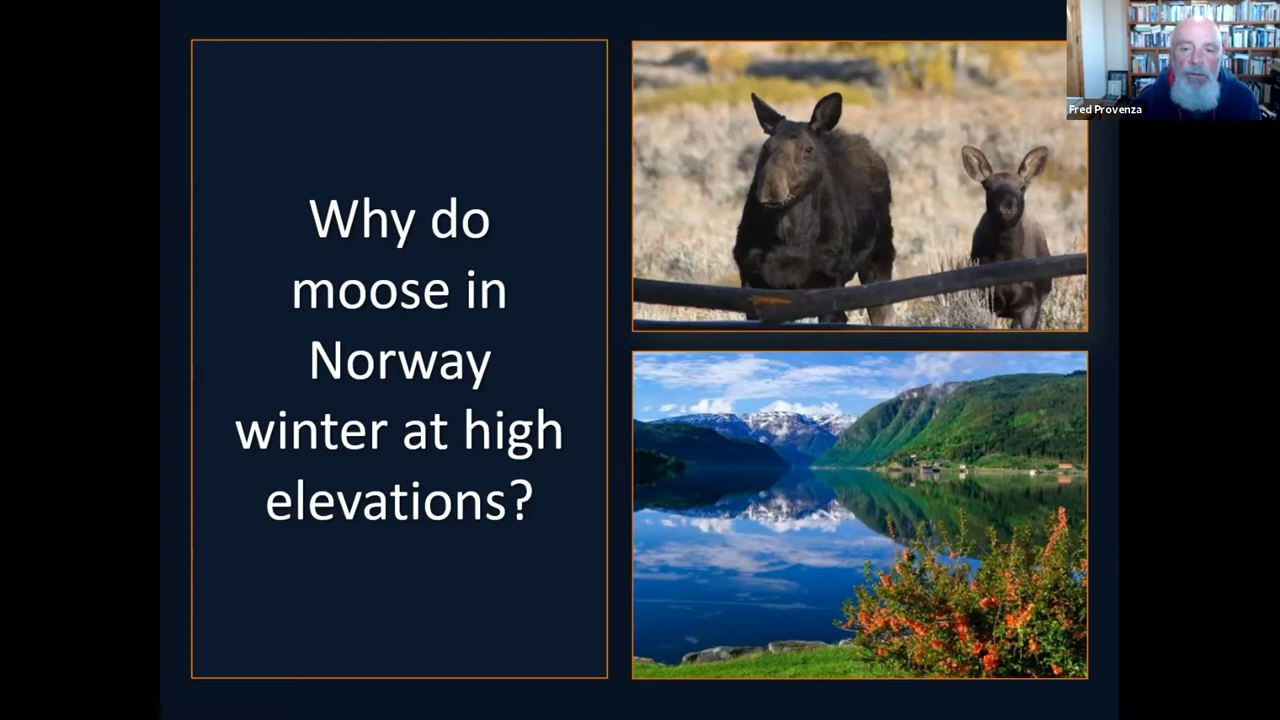 Why do
moose in
Norway
winter at high
elevations?
Fred Provenza